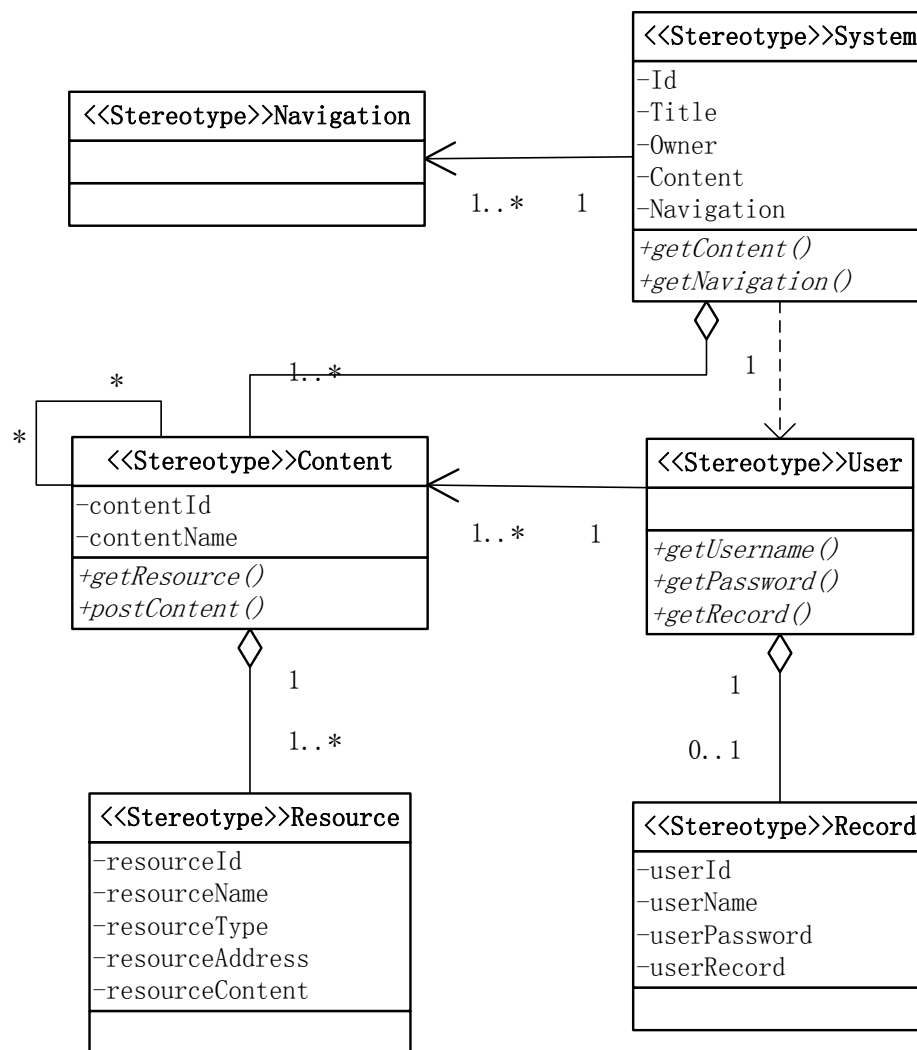 <<Stereotype>>System
-Id
-Title
-Owner
-Content
-Navigation
+getContent()
+getNavigation()
<<Stereotype>>Navigation
1..*
1
1..*
1
*
*
<<Stereotype>>Content
-contentId
-contentName
+getResource()
+postContent()
1..*
1
<<Stereotype>>User
+getUsername()
+getPassword()
+getRecord()
1
1..*
1
0..1
<<Stereotype>>Resource
-resourceId
-resourceName
-resourceType
-resourceAddress
-resourceContent
<<Stereotype>>Record
-userId
-userName
-userPassword
-userRecord